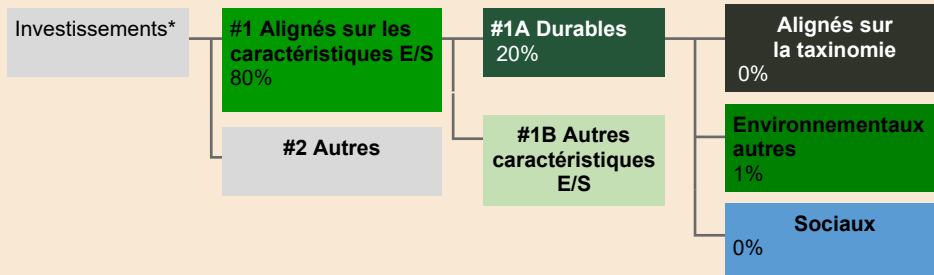 Investissements*
#1 Alignés sur les
caractéristiques E/S
80%
#2 Autres
#1A Durables
20%
#1B Autres
caractéristiques
E/S
Alignés sur
la taxinomie
0%
Environnementaux
autres
1%
Sociaux
0%